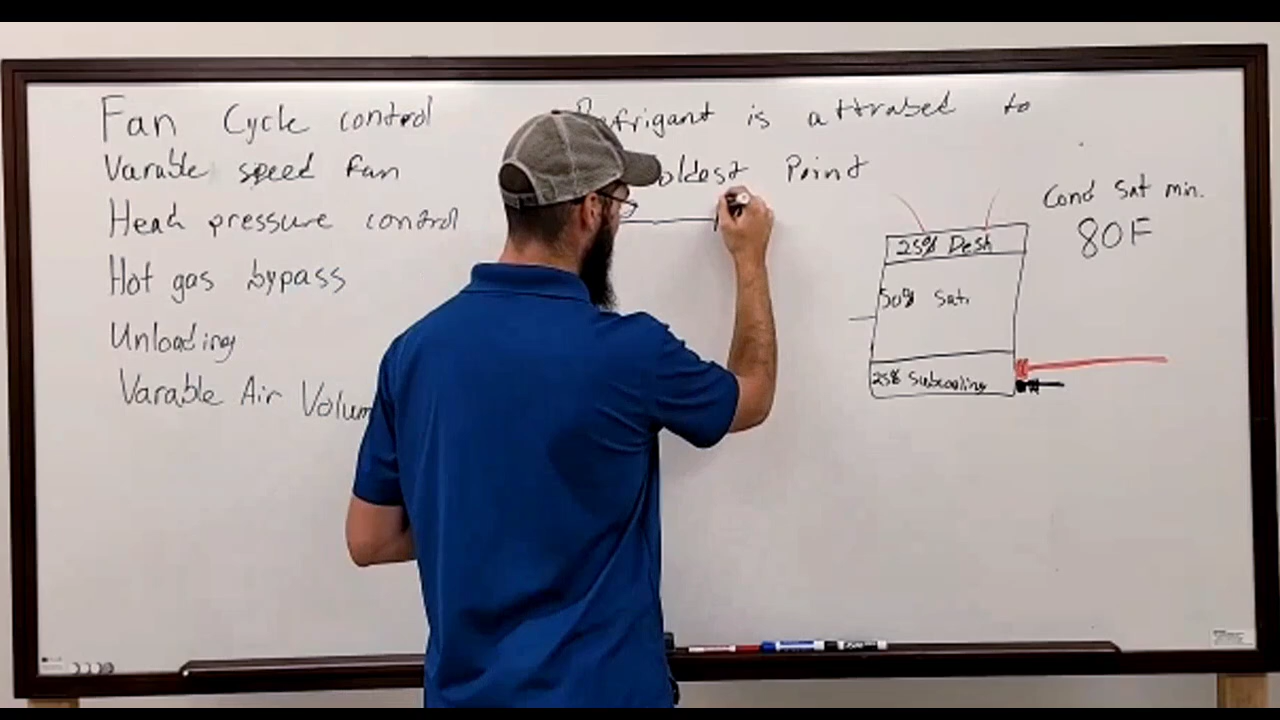 Fan Cycle control
Varable speed fan
Head pressure control
Hot gas bypass
Unloading
Varable Air Volum
Refrigant is attrabed to
oldest Point
25% Desh
50% Sat.
25% Subcooling
Cond Sat min.
80F